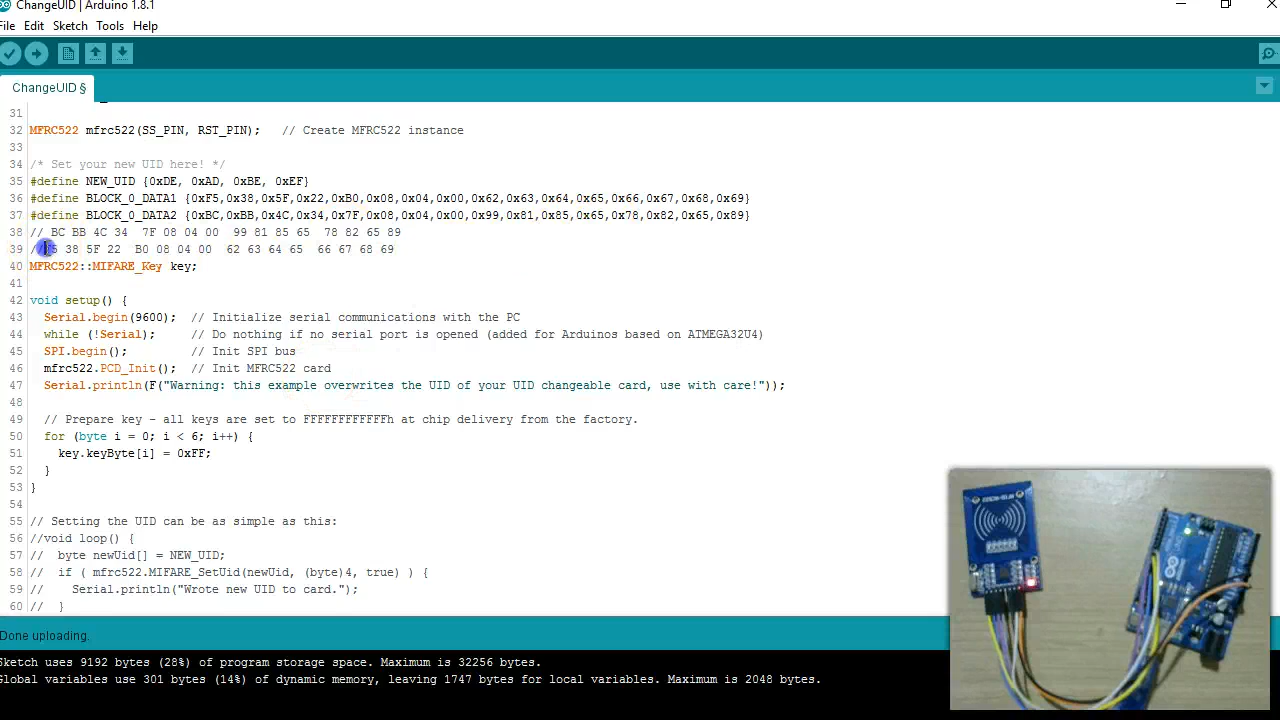 ChangeUID | Arduino 1.8.1
File Edit Sketch Tools Help
ChangeUID §
31
32 MFRC522 mfrc522(SS_PIN, RST_PIN);   // Create MFRC522 instance
33
34 /* Set your new UID here! */
35 #define NEW_UID {0xDE, 0xAD, 0xBE, 0xEF}
36 #define BLOCK_0_DATA1 {0xF5,0x38,0x5F,0x22,0xB0,0x08,0x04,0x00,0x62,0x63,0x64,0x65,0x66,0x67,0x68,0x69}
37 #define BLOCK_0_DATA2 {0xBC,0xBB,0x4C,0x34,0x7F,0x08,0x04,0x00,0x99,0x81,0x85,0x65,0x78,0x82,0x65,0x89}
38 // BC BB 4C 34  7F 08 04 00  99 81 85 65  78 82 65 89
39 //F5 38 5F 22  B0 08 04 00  62 63 64 65  66 67 68 69
40 MFRC522::MIFARE_Key key;
41
42 void setup() {
43   Serial.begin(9600);  // Initialize serial communications with the PC
44   while (!Serial);     // Do nothing if no serial port is opened (added for Arduinos based on ATMEGA32U4)
45   SPI.begin();         // Init SPI bus
46   mfrc522.PCD_Init();  // Init MFRC522 card
47   Serial.println(F("Warning: this example overwrites the UID of your UID changeable card, use with care!"));
48
49   // Prepare key - all keys are set to FFFFFFFFFFFFh at chip delivery from the factory.
50   for (byte i = 0; i < 6; i++) {
51     key.keyByte[i] = 0xFF;
52   }
53 }
54
55 // Setting the UID can be as simple as this:
56 //void loop() {
57 //  byte newUid[] = NEW_UID;
58 //  if ( mfrc522.MIFARE_SetUid(newUid, (byte)4, true) ) {
59 //    Serial.println("Wrote new UID to card.");
60 //  }
Done uploading.
Sketch uses 9192 bytes (28%) of program storage space. Maximum is 32256 bytes.
Global variables use 301 bytes (14%) of dynamic memory, leaving 1747 bytes for local variables. Maximum is 2048 bytes.